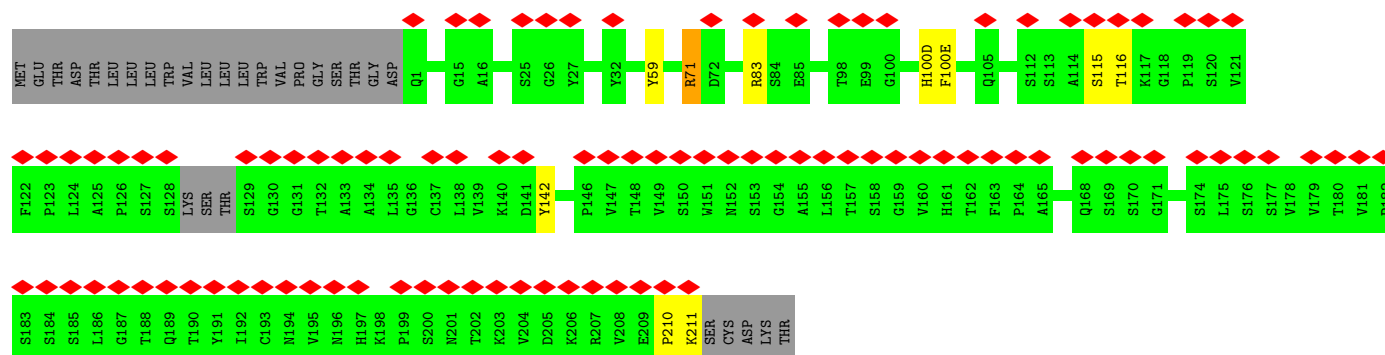 MET GLU THR ASP THR LEU LEU LEU TRP VAL LEU LEU LEU TRP VAL PRO GLY SER THR GLY ASP Q1 G15 A16 S25 G26 Y27 Y32 Y59 R71 D72 R83 S84 E85 T98 E99 G100 H100D F100E Q105 S112 S113 A114 S115 T116 K117 G118 P119 S120 V121
F122 P123 L124 A125 P126 S127 S128 LYS SER THR S129 G130 G131 T132 A133 A134 L135 G136 C137 L138 V139 K140 D141 Y142 P146 V147 T148 V149 S150 W151 N152 S153 G154 A155 L156 T157 S158 G159 V160 H161 T162 F163 P164 A165 Q168 S169 S170 G171 S174 L175 S176 S177 V178 V179 T180 V181
S183 S184 S185 L186 G187 T188 Q189 T190 Y191 I192 C193 N194 V195 N196 H197 K198 P199 S200 N201 T202 K203 V204 D205 K206 R207 V208 E209 P210 K211 SER CYS ASP LYS THR